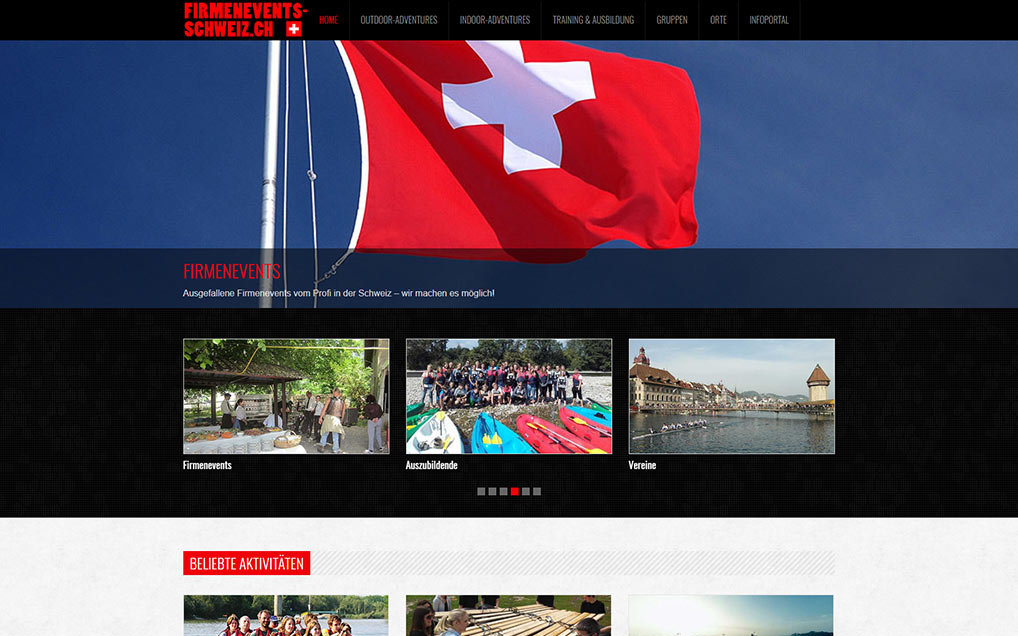 FIRMENEVENTS-
SCHWEIZ.CH
HOME OUTDOOR-ADVENTURES INDOOR-ADVENTURES TRAINING & AUSBILDUNG GRUPPEN ORTE INFOPORTAL
FIRMENEVENTS
Ausgefallene Firmenevents vom Profi in der Schweiz – wir machen es möglich!
Firmenevents Auszubildende Vereine
BELIEBTE AKTIVITÄTEN